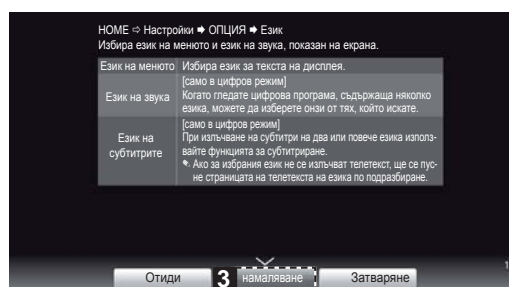 HOME ⇨ Настройки ➡ ОПЦИЯ ➡ Език
Избира език на менюто и език на звука, показан на екрана.
Език на менюто Избира език за текста на дисплея.
[само в цифров режим]
Език на звука Когато гледате цифрова програма, съдържаща няколко
езика, можете да изберете онзи от тях, който искате.
[само в цифров режим]
Език на субтитрите При излъчване на субтитри на два или повече езика използ-
вайте функцията за субтитриране.
Ако за избрания език не се излъчват телетекст, ще се пус-
не страницата на телетекста на езика по подразбиране.
Отиди 3 намаляване Затваряне
1